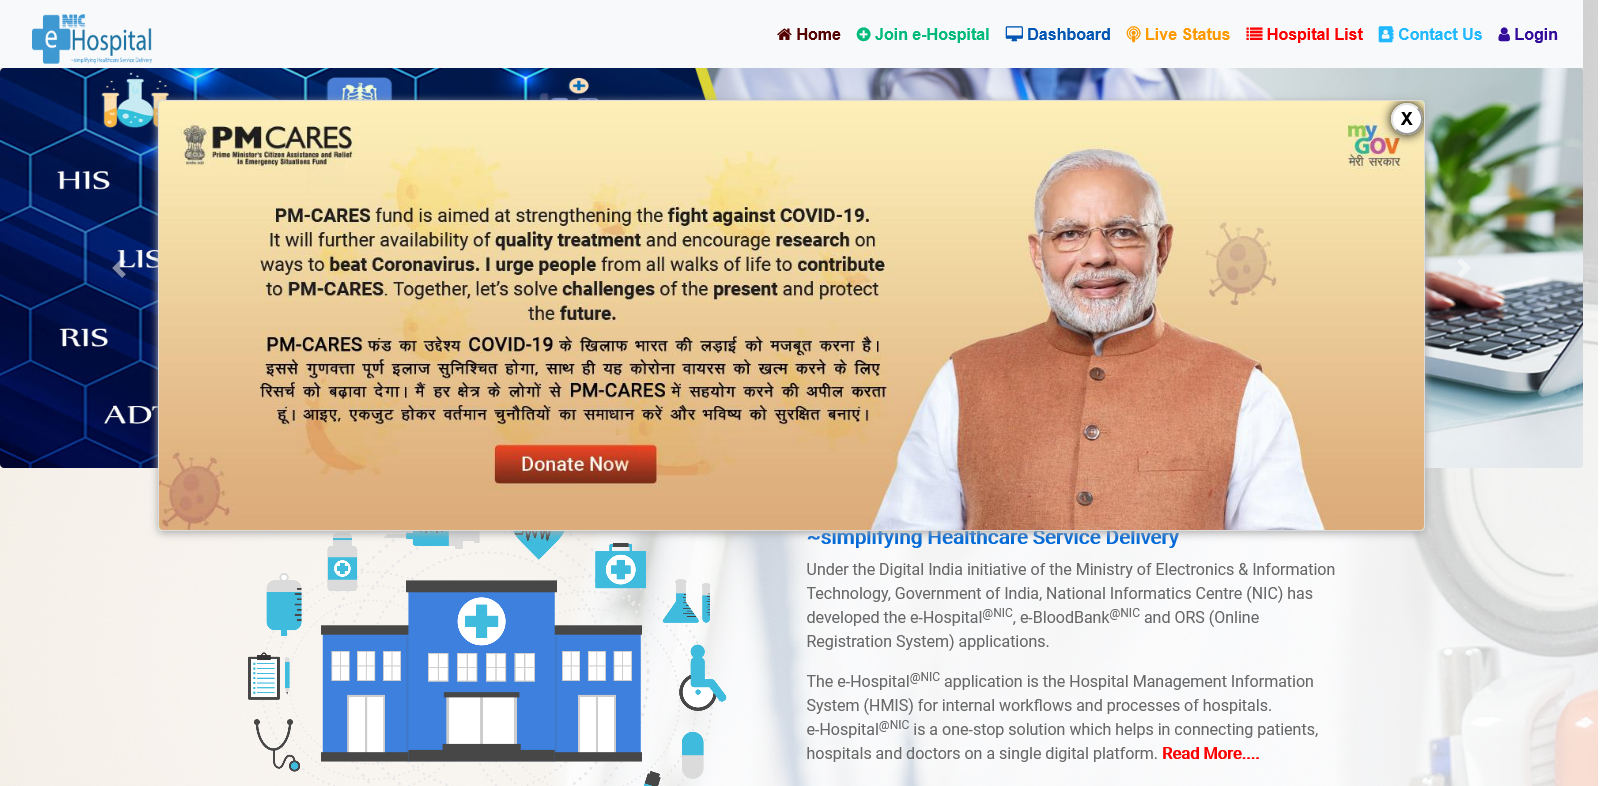 NIC
e Hospital
~simplifying Healthcare Service Delivery
Home Join e-Hospital Dashboard Live Status Hospital List Contact Us Login
HIS
LIS
RIS
X
PM CARES
Prime Minister's Citizen Assistance and Relief
in Emergency Situations Fund
my
GOV
मेरी सरकार
PM-CARES fund is aimed at strengthening the fight against COVID-19.
It will further availability of quality treatment and encourage research on
ways to beat Coronavirus. I urge people from all walks of life to contribute
to PM-CARES. Together, let's solve challenges of the present and protect
the future.
PM-CARES फंड का उद्देश्य COVID-19 के खिलाफ भारत की लड़ाई को मजबूत करना है।
इससे गुणवत्ता पूर्ण इलाज सुनिश्चित होगा, साथ ही यह कोरोना वायरस को खत्म करने के लिए
रिसर्च को बढ़ावा देगा। मैं हर क्षेत्र के लोगों से PM-CARES में सहयोग करने की अपील करता
हूं। आइए, एकजुट होकर वर्तमान चुनौतियों का समाधान करें और भविष्य को सुरक्षित बनाएं।
Donate Now
~simplifying Healthcare Service Delivery
Under the Digital India initiative of the Ministry of Electronics & Information
Technology, Government of India, National Informatics Centre (NIC) has
developed the e-Hospital@NIC, e-BloodBank@NIC and ORS (Online
Registration System) applications.
The e-Hospital@NIC application is the Hospital Management Information
System (HMIS) for internal workflows and processes of hospitals.
e-Hospital@NIC is a one-stop solution which helps in connecting patients,
hospitals and doctors on a single digital platform. Read More....